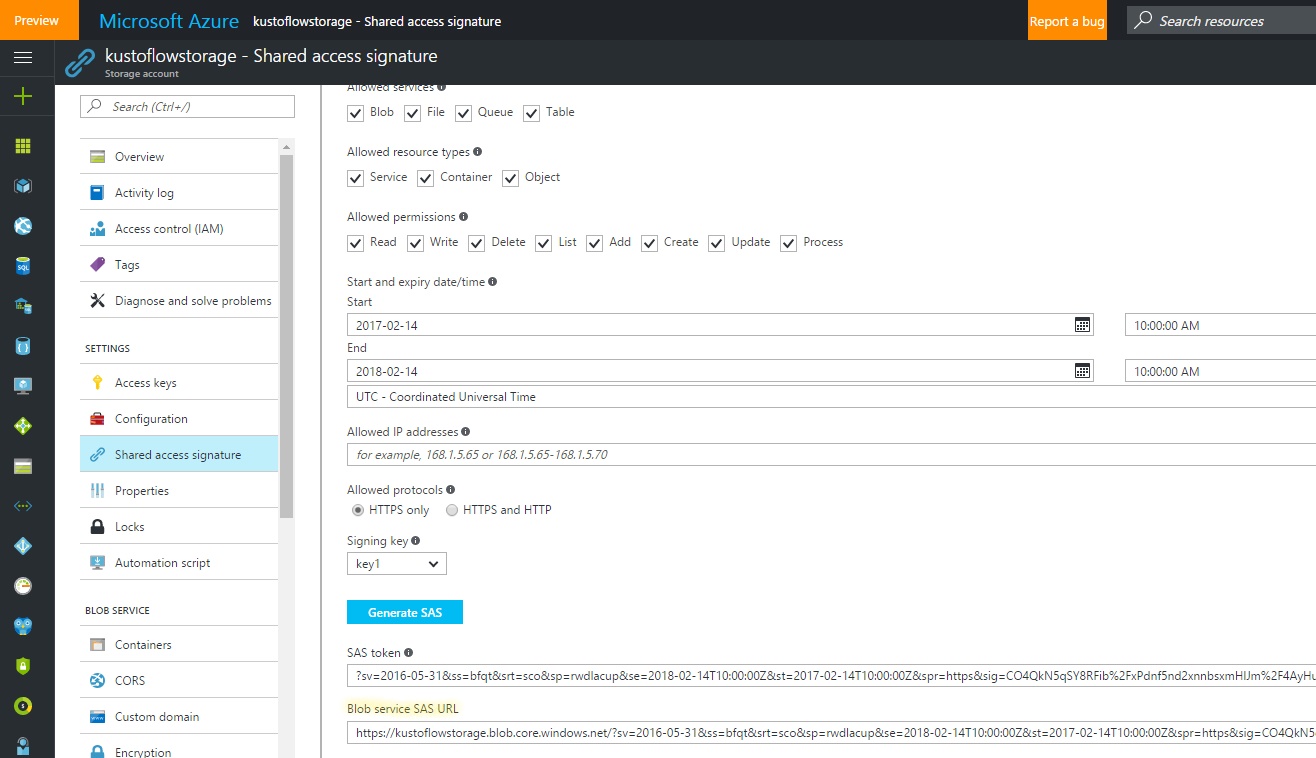 Preview
Microsoft Azure kustoflowstorage - Shared access signature
Report a bug
Search resources
kustoflowstorage - Shared access signature
Storage account
Search (Ctrl+/)
Overview
Activity log
Access control (IAM)
Tags
Diagnose and solve problems
SETTINGS
Access keys
Configuration
Shared access signature
Properties
Locks
Automation script
BLOB SERVICE
Containers
CORS
Custom domain
Encryption
Allowed services
Blob File Queue Table
Allowed resource types
Service Container Object
Allowed permissions
Read Write Delete List Add Create Update Process
Start and expiry date/time
Start
2017-02-14 10:00:00 AM
End
2018-02-14 10:00:00 AM
UTC - Coordinated Universal Time
Allowed IP addresses
for example, 168.1.5.65 or 168.1.5.65-168.1.5.70
Allowed protocols
HTTPS only HTTPS and HTTP
Signing key
key1
Generate SAS
SAS token
?sv=2016-05-31&ss=bfqt&srt=sco&sp=rwdlacup&se=2018-02-14T10:00:00Z&st=2017-02-14T10:00:00Z&spr=https&sig=CO4QkN5qSY8RFib%2FxPdnf5nd2xnnbsxmHlJm%2F4AyHu
Blob service SAS URL
https://kustoflowstorage.blob.core.windows.net/?sv=2016-05-31&ss=bfqt&srt=sco&sp=rwdlacup&se=2018-02-14T10:00:00Z&st=2017-02-14T10:00:00Z&spr=https&sig=CO4QkN5